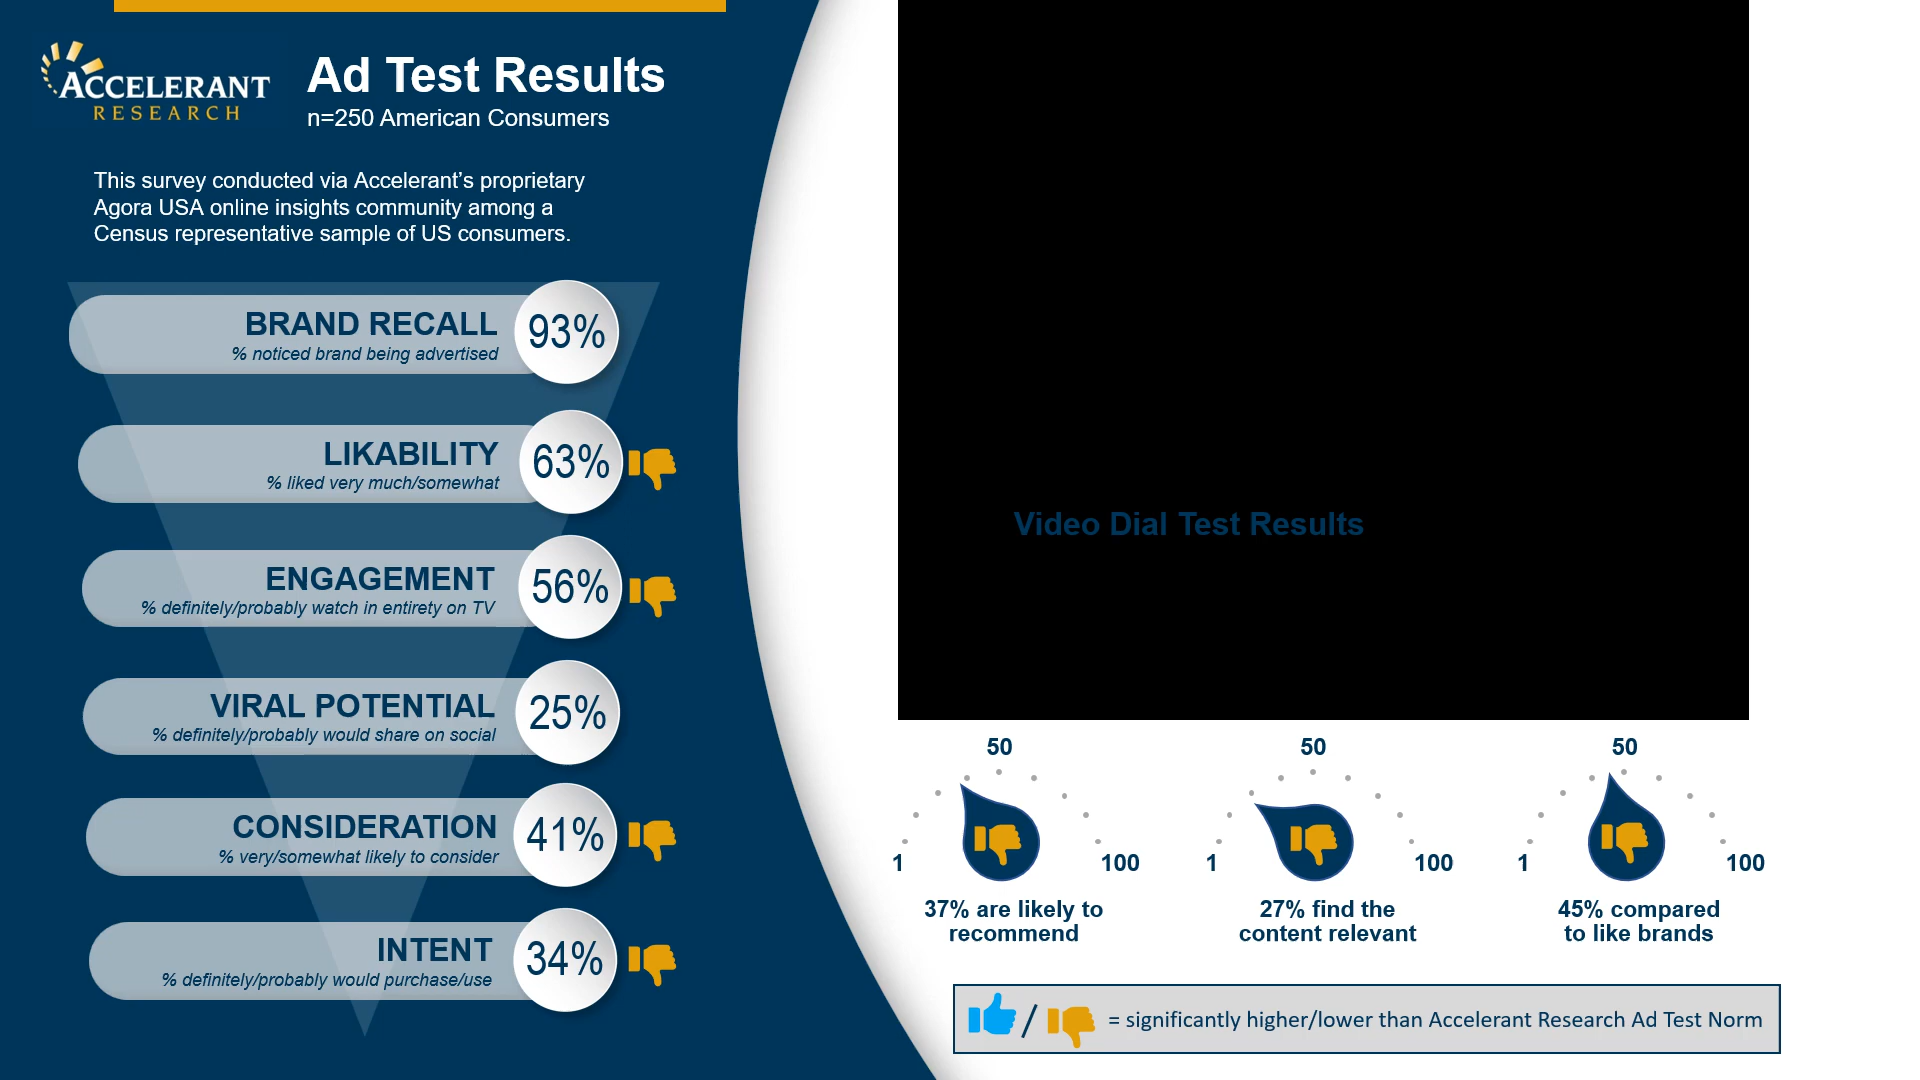 ACCELERANT
RESEARCH
Ad Test Results
n=250 American Consumers
This survey conducted via Accelerant’s proprietary
Agora USA online insights community among a
Census representative sample of US consumers.
BRAND RECALL
% noticed brand being advertised
93%
LIKABILITY
% liked very much/somewhat
63%
ENGAGEMENT
% definitely/probably watch in entirety on TV
56%
VIRAL POTENTIAL
% definitely/probably would share on social
25%
CONSIDERATION
% very/somewhat likely to consider
41%
INTENT
% definitely/probably would purchase/use
34%
Video Dial Test Results
50
1
100
37% are likely to
recommend
50
1
100
27% find the
content relevant
50
1
100
45% compared
to like brands
/ = significantly higher/lower than Accelerant Research Ad Test Norm